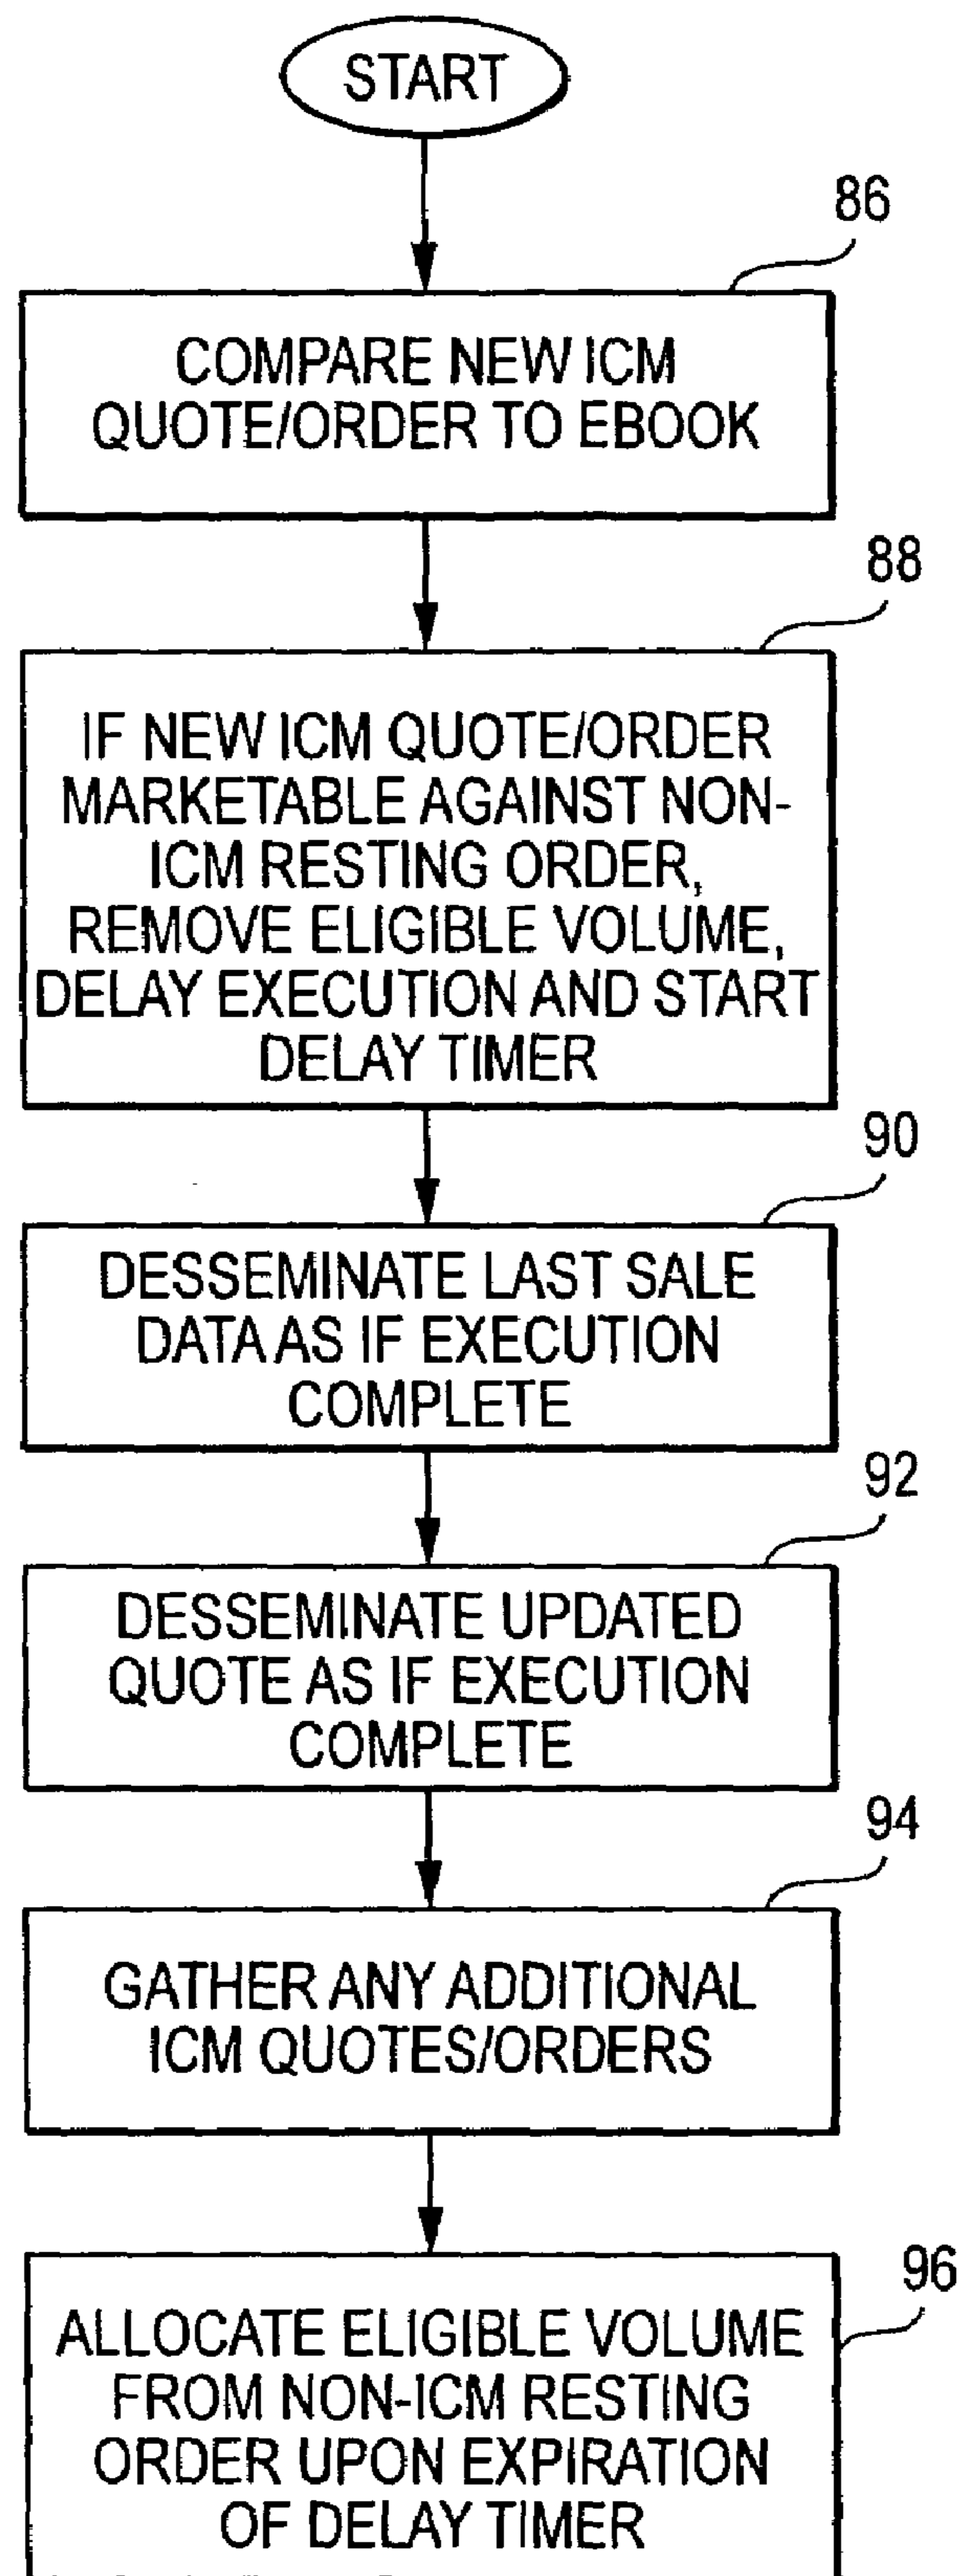 START
86
COMPARE NEW ICM
QUOTE/ORDER TO EBOOK
88
IF NEW ICM QUOTE/ORDER
MARKETABLE AGAINST NON-
ICM RESTING ORDER,
REMOVE ELIGIBLE VOLUME,
DELAY EXECUTION AND START
DELAY TIMER
90
DESSEMINATE LAST SALE
DATA AS IF EXECUTION
COMPLETE
92
DESSEMINATE UPDATED
QUOTE AS IF EXECUTION
COMPLETE
94
GATHER ANY ADDITIONAL
ICM QUOTES/ORDERS
96
ALLOCATE ELIGIBLE VOLUME
FROM NON-ICM RESTING
ORDER UPON EXPIRATION
OF DELAY TIMER